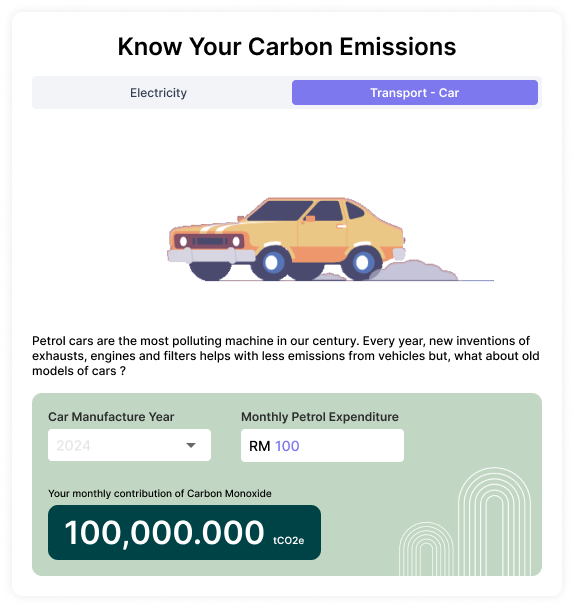 Know Your Carbon Emissions
Electricity
Transport - Car
Petrol cars are the most polluting machine in our century. Every year, new inventions of
exhausts, engines and filters helps with less emissions from vehicles but, what about old
models of cars ?
Car Manufacture Year
Monthly Petrol Expenditure
2024
RM 100
Your monthly contribution of Carbon Monoxide
100,000.000 tCO2e